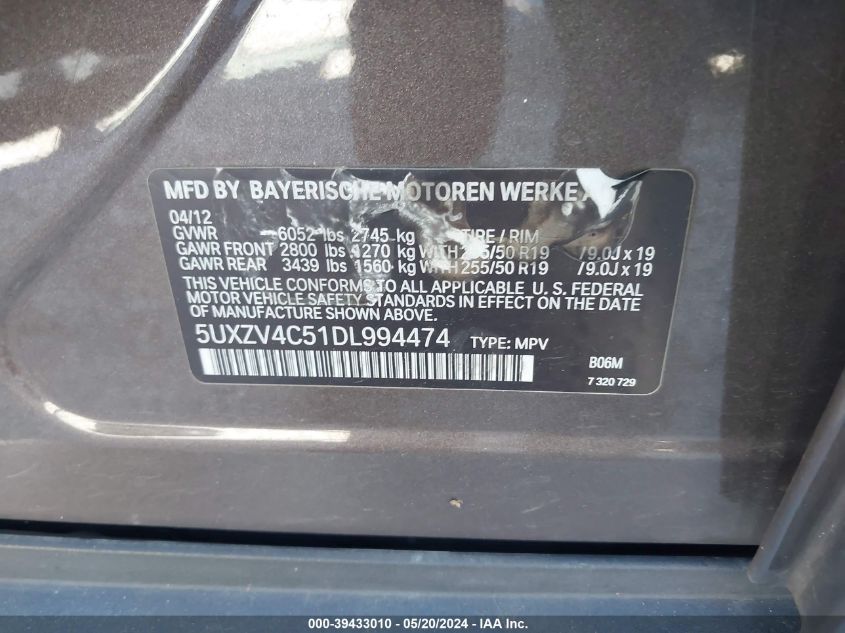 MFD BY BAYERISCHE MOTOREN WERKE A
04/12
GVWR 6052 lbs 2745 kg TIRE / RIM
GAWR FRONT 2800 lbs 1270 kg WITH 255/50 R19 /9.0J x 19
GAWR REAR 3439 lbs 1560 kg WITH 255/50 R19 /9.0J x 19
THIS VEHICLE CONFORMS TO ALL APPLICABLE U. S. FEDERAL
MOTOR VEHICLE SAFETY STANDARDS IN EFFECT ON THE DATE
OF MANUFACTURE SHOWN ABOVE.
5UXZV4C51DL994474 TYPE: MPV
B06M
7 320 729
000-39433010 / 05/20/2024 - IAA Inc.